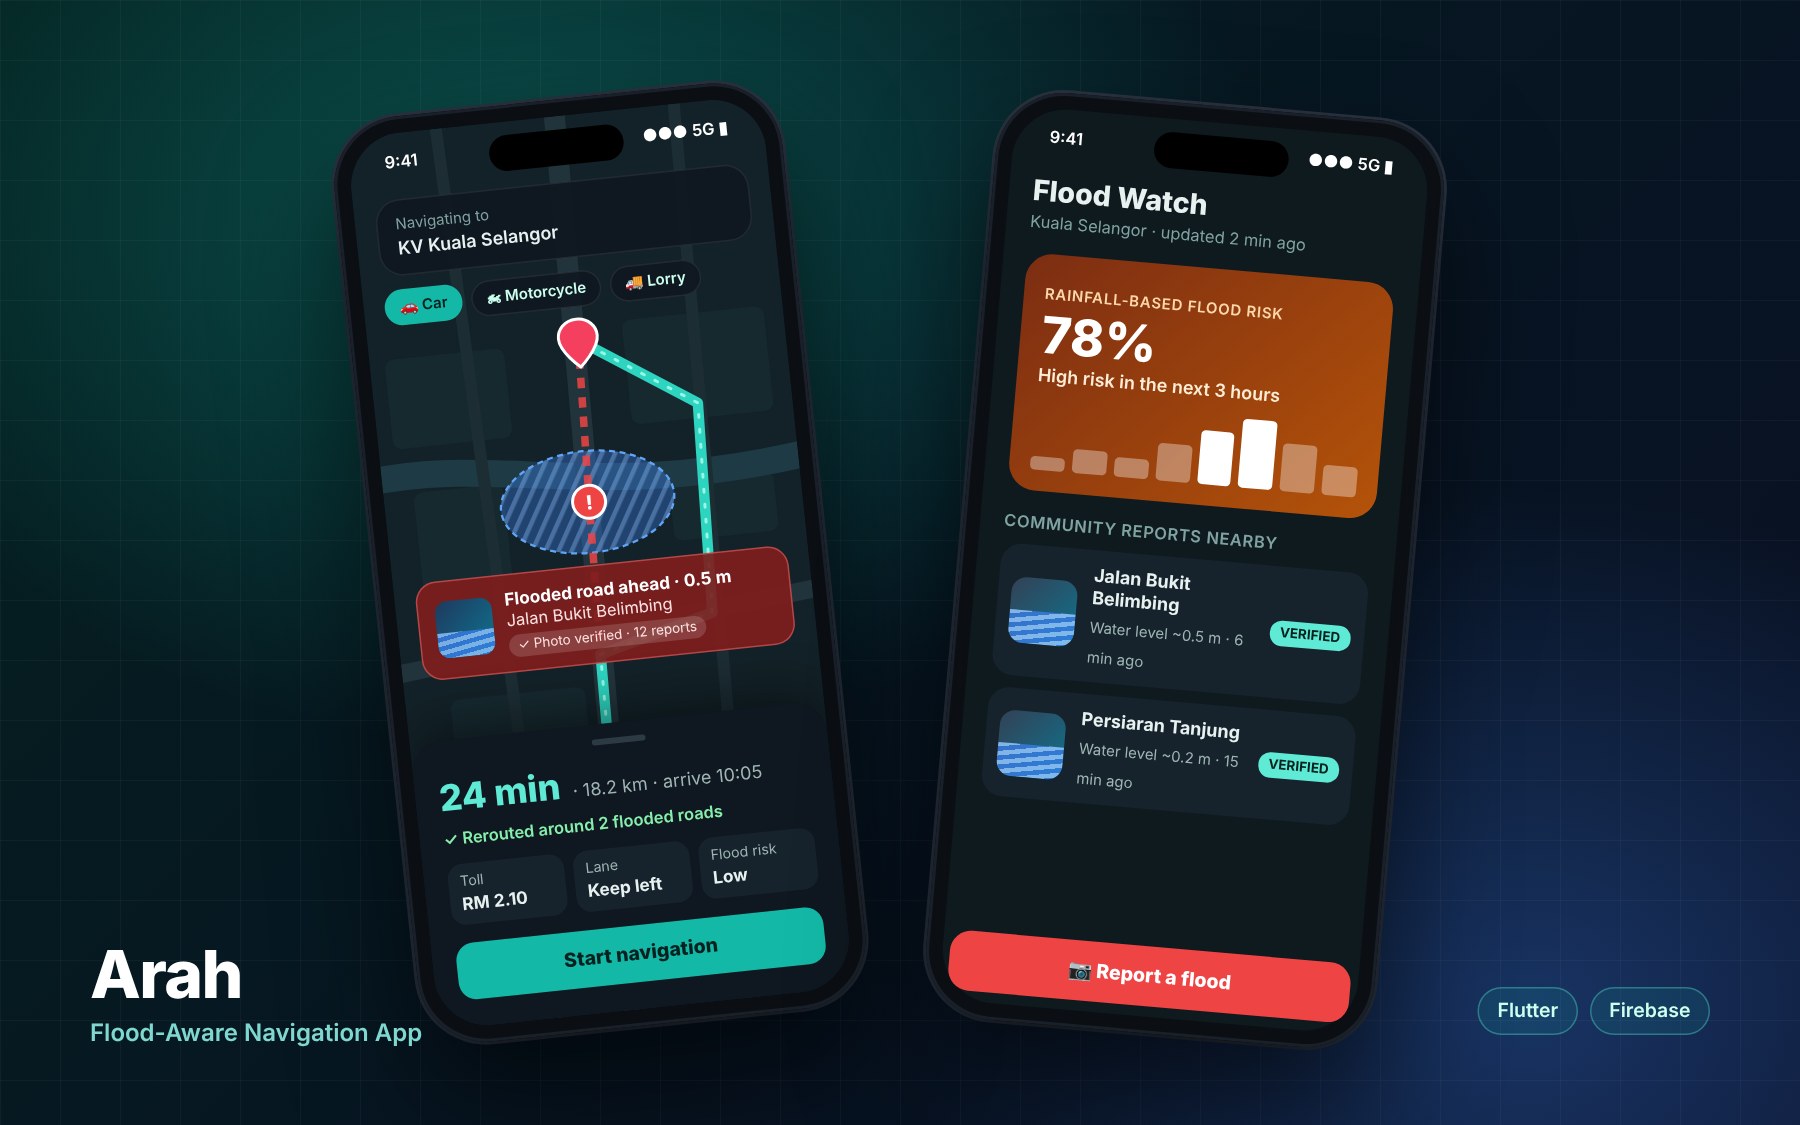 9:41
●●● 5G ▮
Navigating to
KV Kuala Selangor
🚗 Car
🏍 Motorcycle
🚚 Lorry
!
Flooded road ahead · 0.5 m
Jalan Bukit Belimbing
✓ Photo verified · 12 reports
24 min · 18.2 km · arrive 10:05
✓ Rerouted around 2 flooded roads
Toll
RM 2.10
Lane
Keep left
Flood risk
Low
Start navigation
9:41
●●● 5G ▮
Flood Watch
Kuala Selangor · updated 2 min ago
RAINFALL-BASED FLOOD RISK
78%
High risk in the next 3 hours
COMMUNITY REPORTS NEARBY
Jalan Bukit
Belimbing
Water level ~0.5 m · 6
min ago
VERIFIED
Persiaran Tanjung
Water level ~0.2 m · 15
min ago
VERIFIED
📷 Report a flood
Arah
Flood-Aware Navigation App
Flutter
Firebase